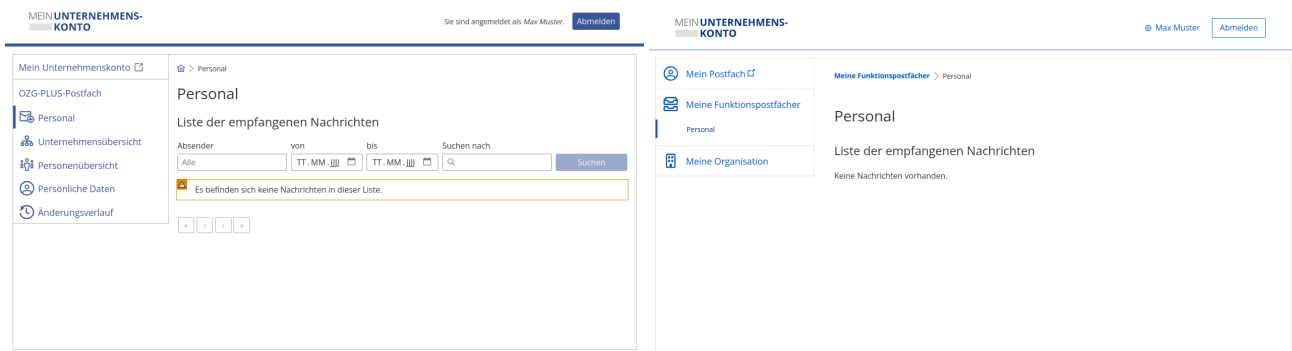 MEIN UNTERNEHMENS-
KONTO
Sie sind angemeldet als Max Muster.
Abmelden
Mein Unternehmenskonto
OZG-PLUS-Postfach
Personal
Unternehmensübersicht
Personenübersicht
Persönliche Daten
Änderungsverlauf
Personal
Personal
Liste der empfangenen Nachrichten
Absender von bis Suchen nach
Alle TT.MM.JJJJ TT.MM.JJJJ Suchen
Es befinden sich keine Nachrichten in dieser Liste.
« ‹ › »
MEIN UNTERNEHMENS-
KONTO
Max Muster Abmelden
Mein Postfach
Meine Funktionspostfächer
Personal
Meine Organisation
Meine Funktionspostfächer > Personal
Personal
Liste der empfangenen Nachrichten
Keine Nachrichten vorhanden.